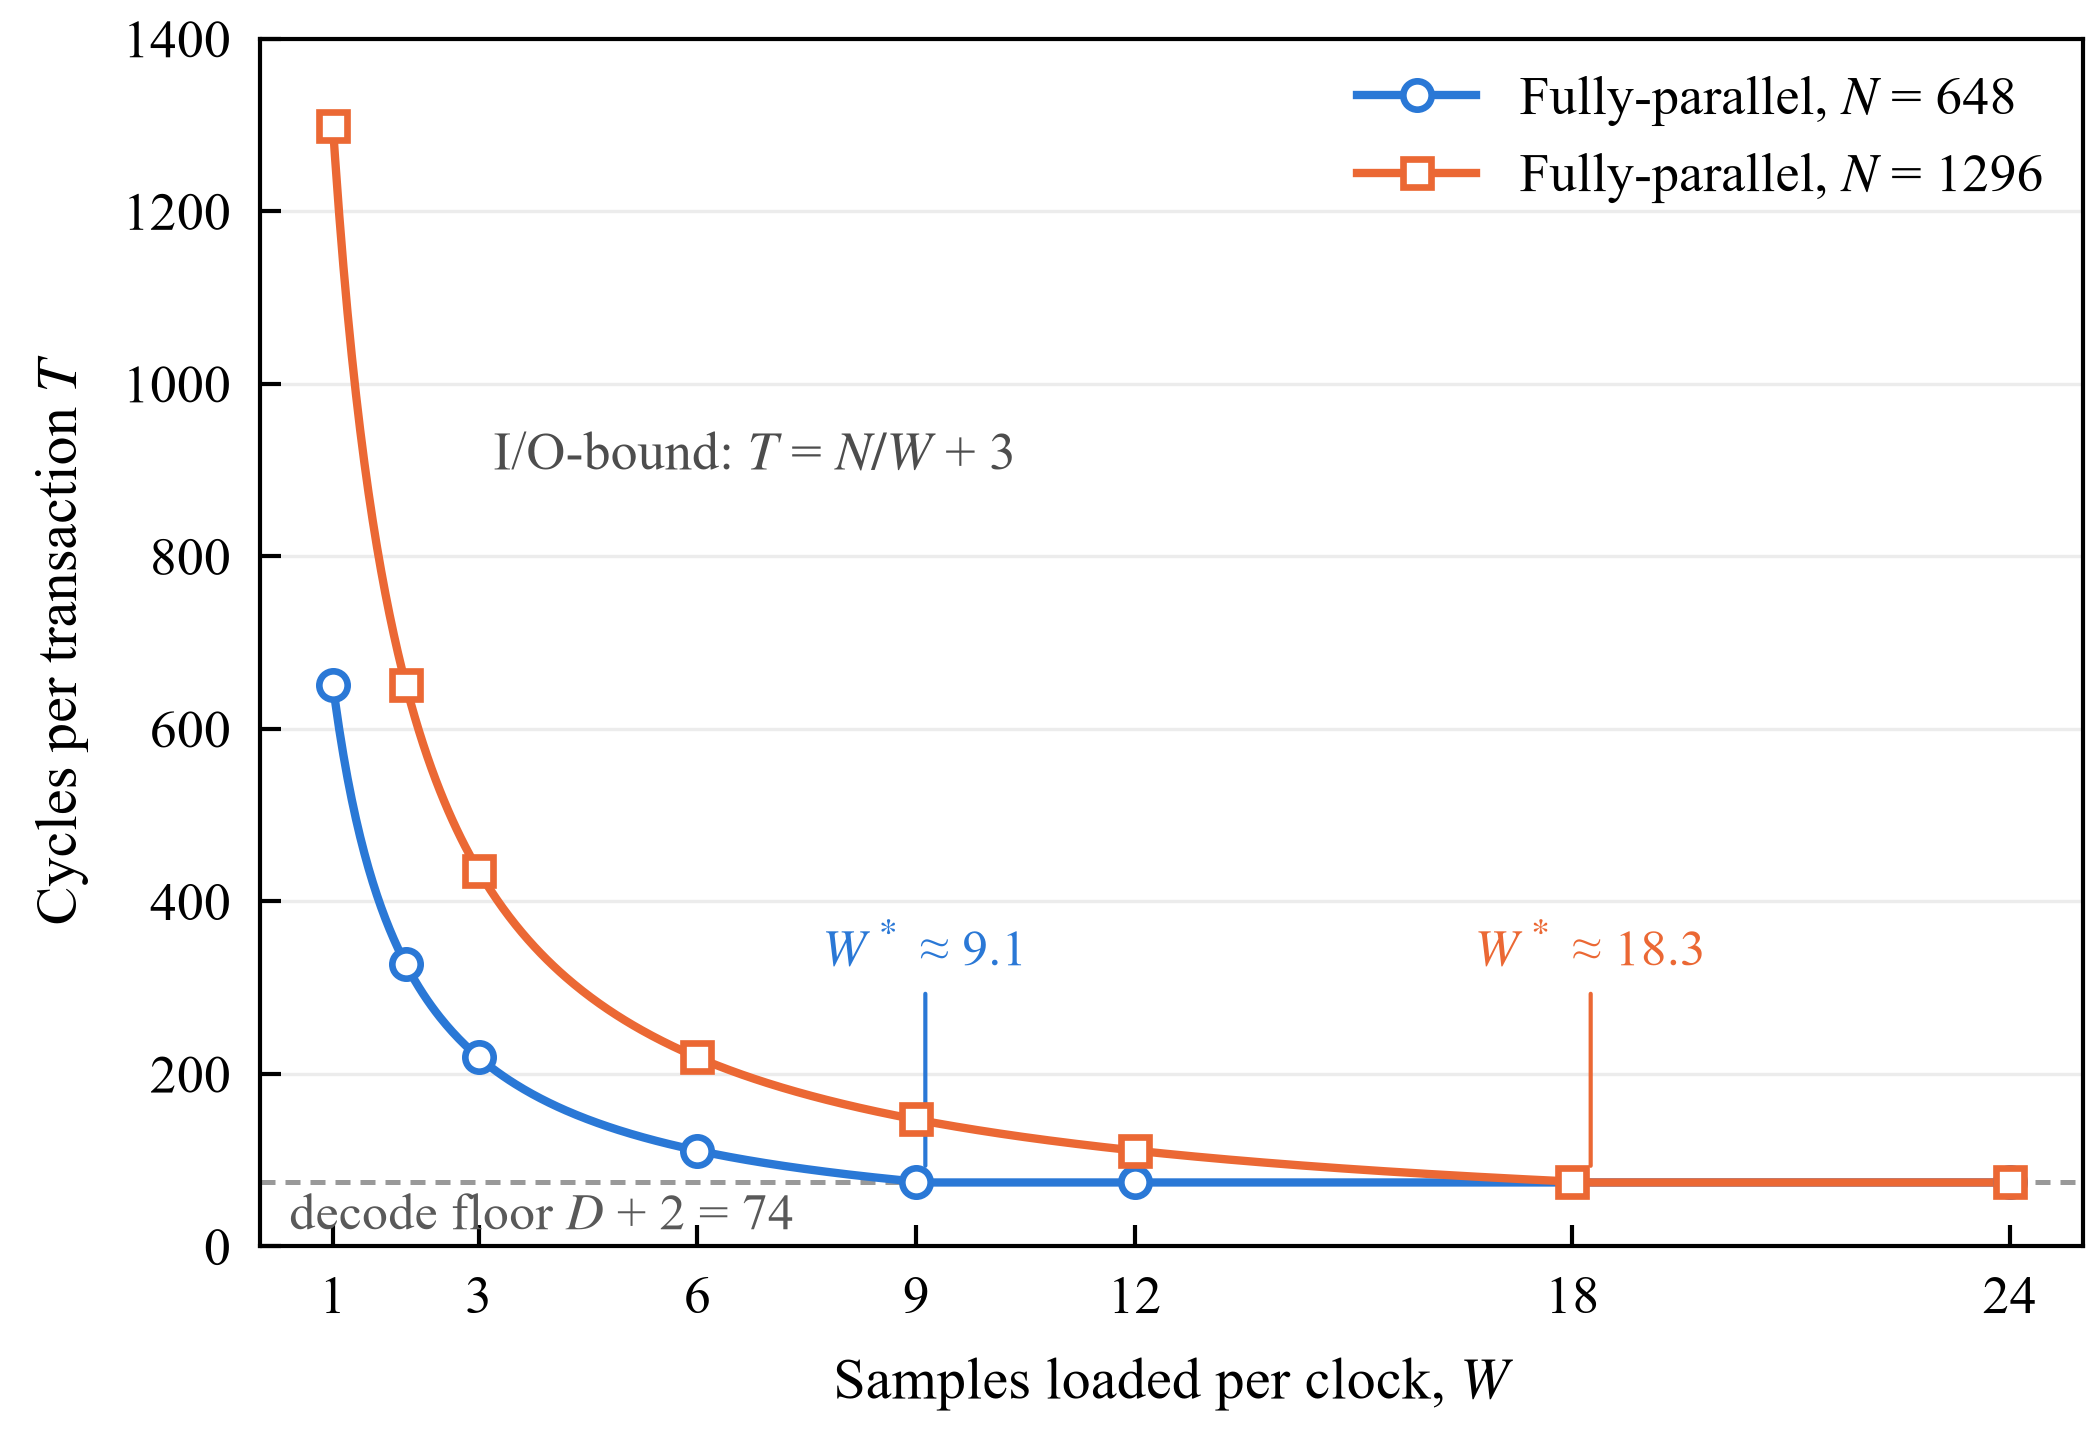 1400
1200
1000
800
600
400
200
0
Cycles per transaction T
Fully-parallel, N = 648
Fully-parallel, N = 1296
I/O-bound: T = N/W + 3
W* ≈ 9.1
W* ≈ 18.3
decode floor D + 2 = 74
1 3 6 9 12 18 24
Samples loaded per clock, W